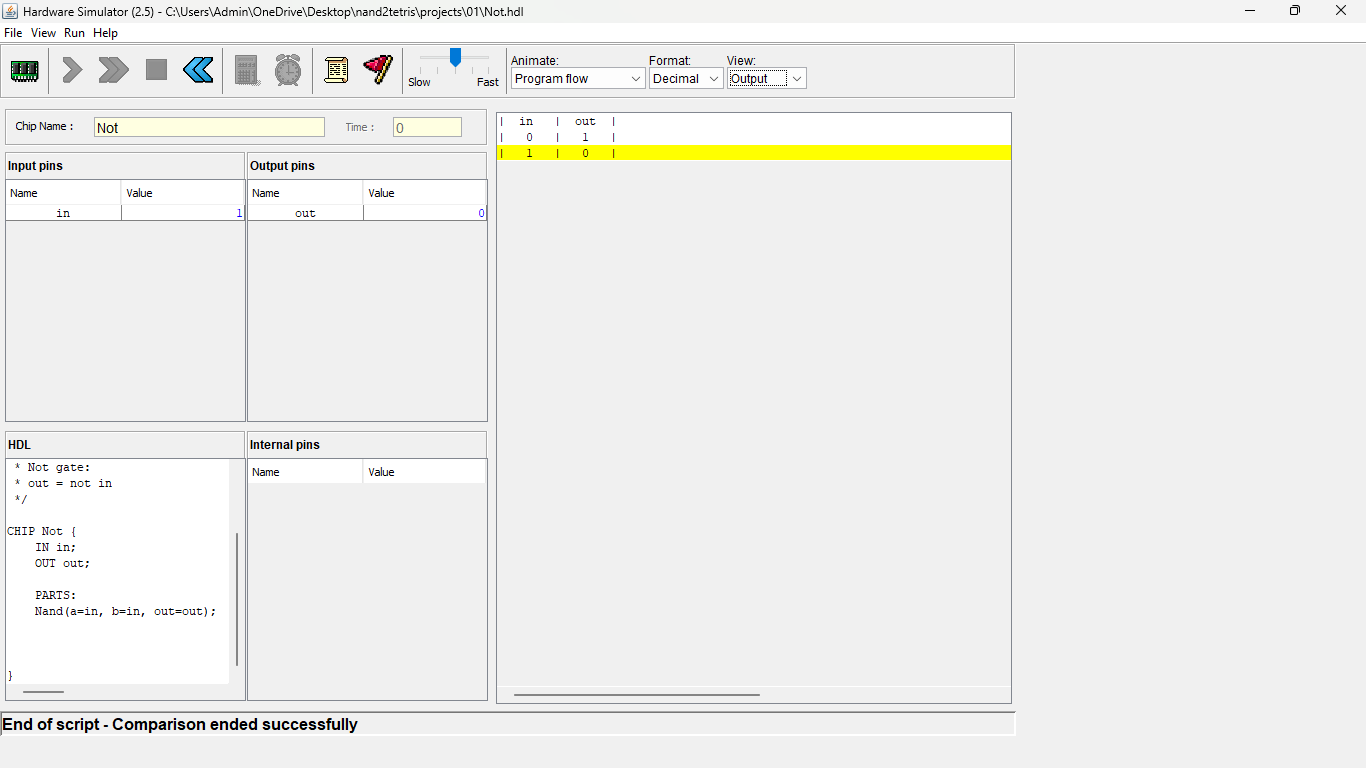 Hardware Simulator (2.5) - C:\Users\Admin\OneDrive\Desktop\nand2tetris\projects\01\Not.hdl
File View Run Help
Slow Fast
Animate: Format: View:
Program flow Decimal Output
Chip Name : Not Time : 0
Input pins
Name Value
in 1
Output pins
Name Value
out 0
| in | out |
| 0 | 1 |
| 1 | 0 |
HDL
* Not gate:
* out = not in
*/
CHIP Not {
IN in;
OUT out;
PARTS:
Nand(a=in, b=in, out=out);
}
Internal pins
Name Value
End of script - Comparison ended successfully